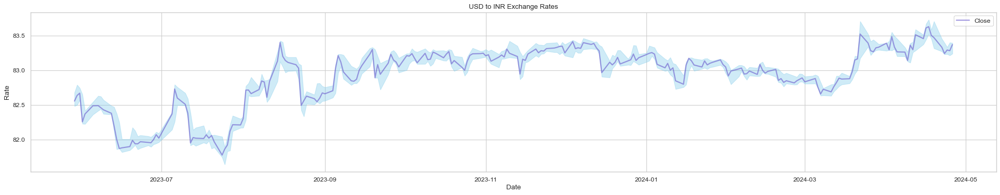 USD to INR Exchange Rates
Close
83.5
83.0
82.5
82.0
Rate
2023-07
2023-09
2023-11
2024-01
2024-03
2024-05
Date